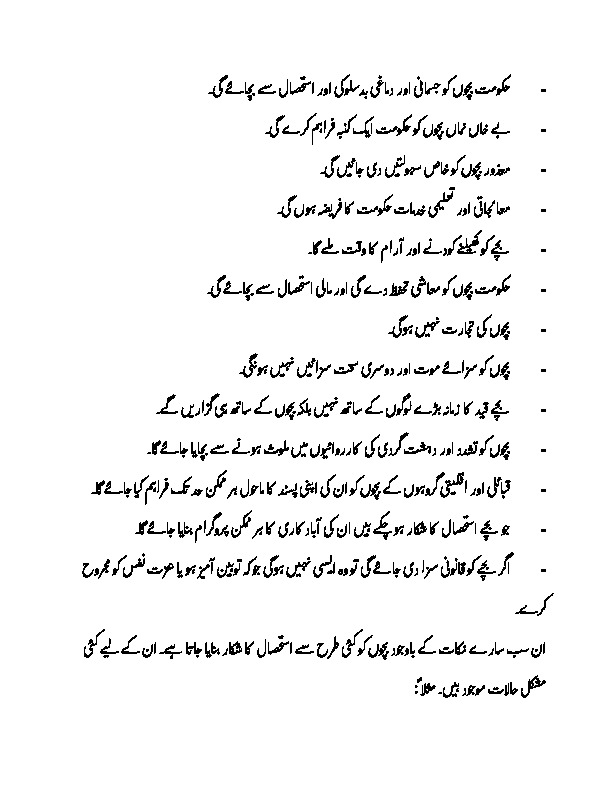 - حکومت بچوں کو جسمانی اور دماغی بدسلوکی اور استحصال سے بچائے گی۔
- بے خاں نماں بچوں کو حکومت ایک کنبہ فراہم کرے گی۔
- معذور بچوں کو خاص سہولتیں دی جائیں گی۔
- معالجاتی اور تعلیمی خدمات حکومت کا فریضہ ہوں گی۔
- بچے کو کھیلنے کودنے اور آرام کا وقت ملے گا۔
- حکومت بچوں کو معاشی تحفظ دے گی اور مالی استحصال سے بچائے گی۔
- بچوں کی تجارت نہیں ہوگی۔
- بچوں کو سزائے موت اور دوسری سخت سزائیں نہیں ہونگی۔
- بچے قید کا زمانہ بڑے لوگوں کے ساتھ نہیں بلکہ بچوں کے ساتھ ہی گزاریں گے۔
- بچوں کو تشدد اور دہشت گردی کی کارروائیوں میں ملوث ہونے سے بچایا جائے گا۔
- قبائلی اور اقلیتی گروہوں کے بچوں کو ان کی اپنی پسند کا ماحول ہر ممکن حد تک فراہم کیا جائے گا۔
- جو بچے استحصال کا شکار ہوچکے ہیں ان کی آبادکاری کا ہر ممکن پروگرام بنایا جائے گا۔
- اگر بچے کو قانونی سزا دی جائے گی تو وہ ایسی نہیں ہوگی جو کہ توہین آمیز ہو یا عزت نفس کو مجروح
کرے۔
ان سب سارے نکات کے باوجود بچوں کو کئی طرح سے استحصال کا شکار بنایا جاتا ہے۔ ان کے لیے کئی
مشکل حالات موجود ہیں۔ مثلاً: